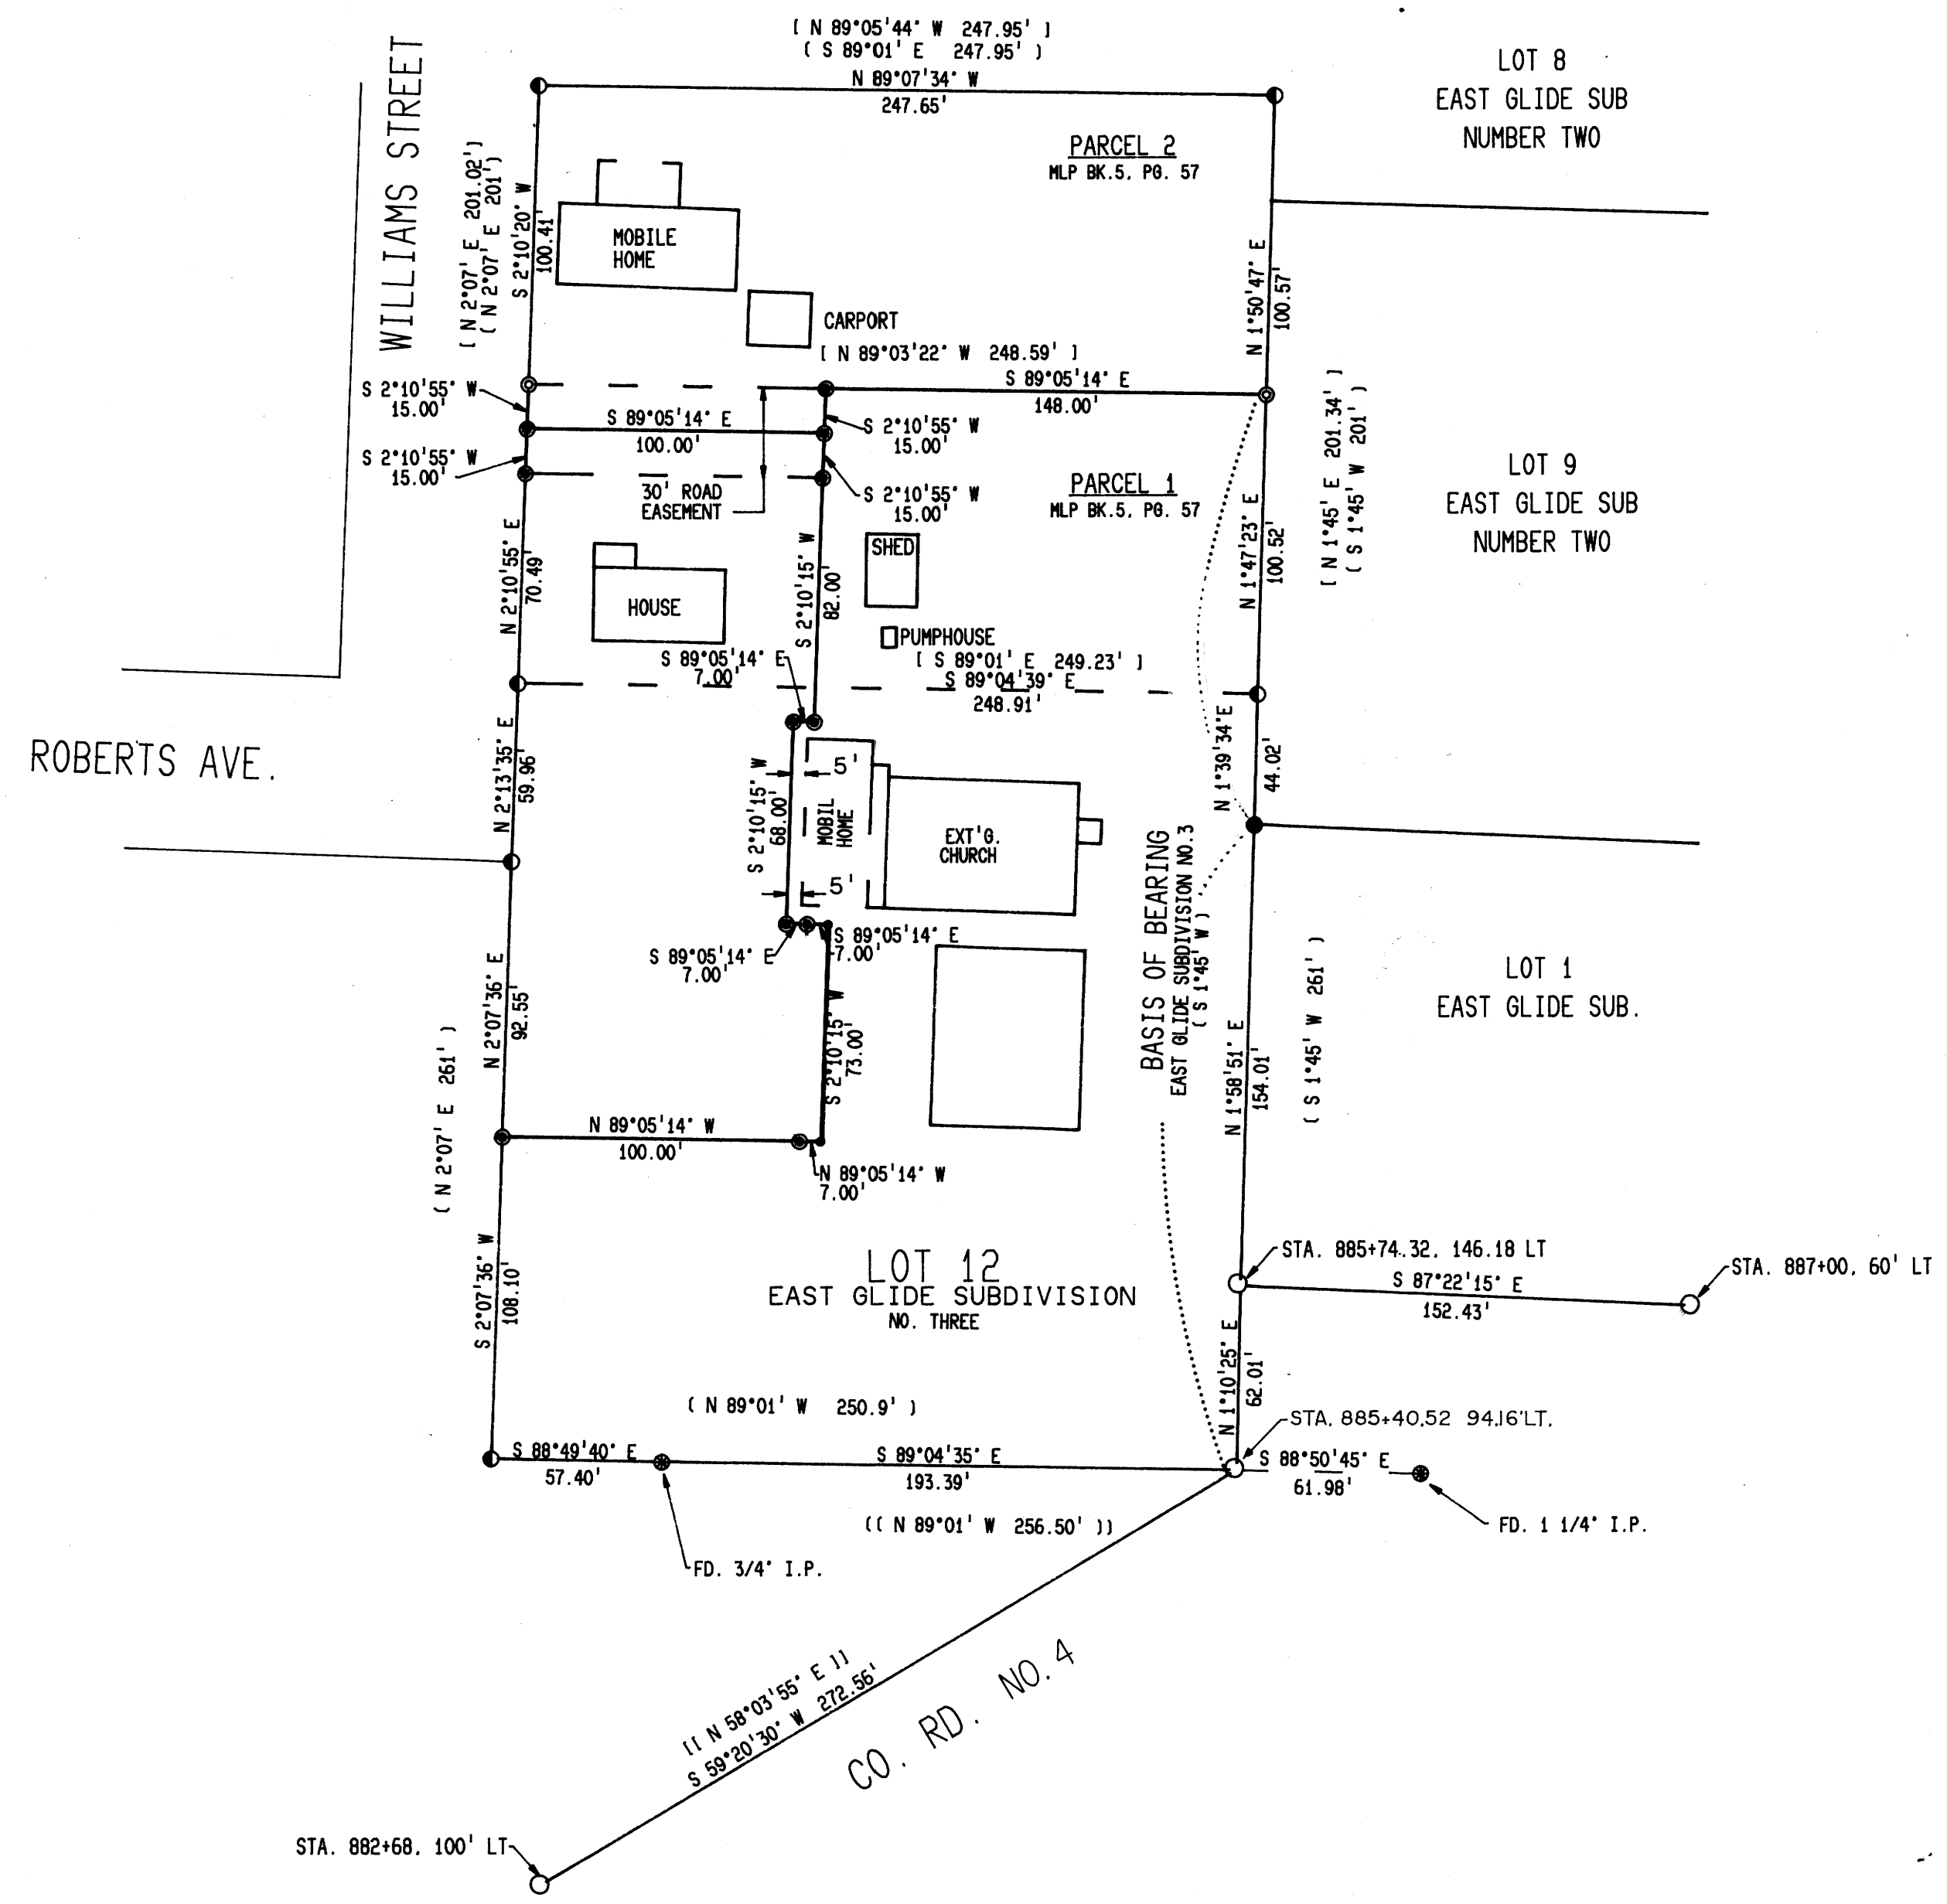 [ N 89°05'44" W 247.95' ]
( S 89°01' E 247.95' )
N 89°07'34" W
247.65'
LOT 8
EAST GLIDE SUB
NUMBER TWO
WILLIAMS STREET
[ N 2°07' E 201.02' ]
( N 2°07' E 201' )
S 2°10'20" W
100.41'
PARCEL 2
MLP BK.5, PG. 57
MOBILE
HOME
CARPORT
N 1°50'47" E
100.57'
[ N 89°03'22" W 248.59' ]
S 89°05'14" E
148.00'
S 2°10'55" W
15.00'
S 89°05'14" E
100.00'
S 2°10'55" W
15.00'
S 2°10'55" W
15.00'
S 2°10'55" W
15.00'
30' ROAD
EASEMENT
PARCEL 1
MLP BK.5, PG. 57
[ N 1°45' E 201.34' ]
( S 1°45' W 201' )
LOT 9
EAST GLIDE SUB
NUMBER TWO
N 2°10'55" E
70.49'
HOUSE
S 2°10'15" W
82.00'
SHED
PUMPHOUSE
N 1°47'23" E
100.52'
S 89°05'14" E
7.00'
[ S 89°01' E 249.23' ]
S 89°04'39" E
248.91'
ROBERTS AVE.
N 2°13'35" E
59.96'
S 2°10'15" W
68.00'
5'
MOBIL
HOME
5'
EXT'G.
CHURCH
N 1°39'34"E
44.02'
BASIS OF BEARING
EAST GLIDE SUBDIVISION NO.3
( S 1°45' W )
S 89°05'14" E
7.00'
S 89°05'14" E
7.00'
N 2°07'36" E
92.55'
( N 2°07' E 261' )
S 2°10'15" W
73.00'
N 1°58'51" E
154.01'
( S 1°45' W 261' )
LOT 1
EAST GLIDE SUB.
N 89°05'14" W
100.00'
N 89°05'14" W
7.00'
S 2°07'36" W
108.10'
LOT 12
EAST GLIDE SUBDIVISION
NO. THREE
STA. 885+74.32, 146.18 LT
S 87°22'15" E
152.43'
STA. 887+00, 60' LT
N 1°10'25" E
62.01'
( N 89°01' W 250.9' )
STA. 885+40.52 94.16'LT.
S 88°49'40" E
57.40'
S 89°04'35" E
193.39'
S 88°50'45" E
61.98'
(( N 89°01' W 256.50' ))
FD. 1 1/4" I.P.
FD. 3/4" I.P.
[[ N 58°03'55" E ]]
S 59°20'30" W 272.56'
CO. RD. NO. 4
STA. 882+68, 100' LT